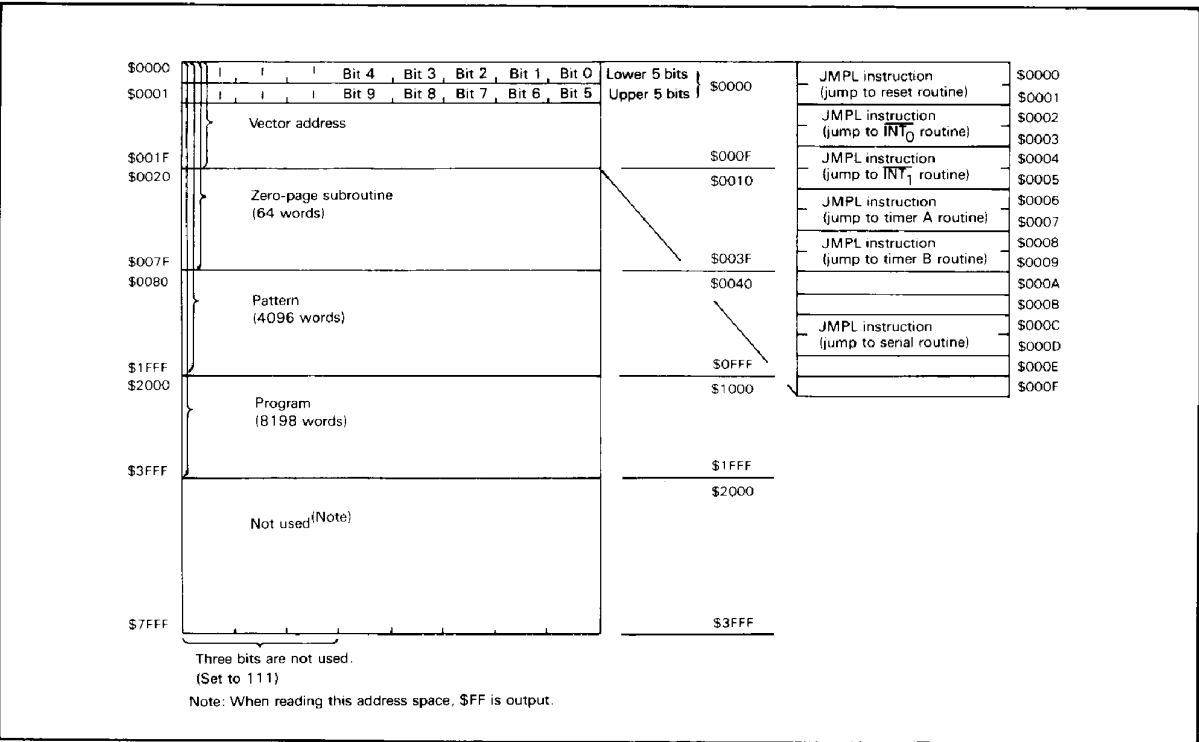 $0000 Bit 4 Bit 3 Bit 2 Bit 1 Bit 0 Lower 5 bits
$0001 Bit 9 Bit 8 Bit 7 Bit 6 Bit 5 Upper 5 bits
$0000
Vector address
$001F $000F
$0020 $0010
Zero-page subroutine
(64 words)
$007F $003F
$0080 $0040
Pattern
(4096 words)
$1FFF $0FFF
$2000 $1000
Program
(8198 words)
$3FFF $1FFF
$2000
Not used(Note)
$7FFF $3FFF
Three bits are not used.
(Set to 111)
Note: When reading this address space, $FF is output.
JMPL instruction $0000
(jump to reset routine) $0001
JMPL instruction $0002
(jump to INT0 routine) $0003
JMPL instruction $0004
(jump to INT1 routine) $0005
JMPL instruction $0006
(jump to timer A routine) $0007
JMPL instruction $0008
(jump to timer B routine) $0009
$000A
$000B
JMPL instruction $000C
(jump to serial routine) $000D
$000E
$000F